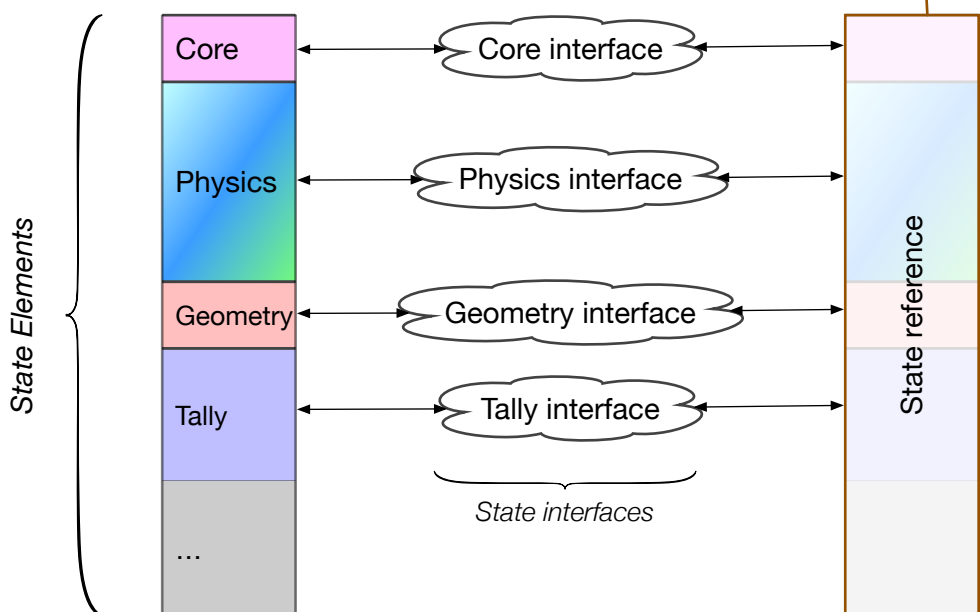 State Elements
Core
Core interface
Physics
Physics interface
Geometry
Geometry interface
Tally
Tally interface
...
State interfaces
State reference